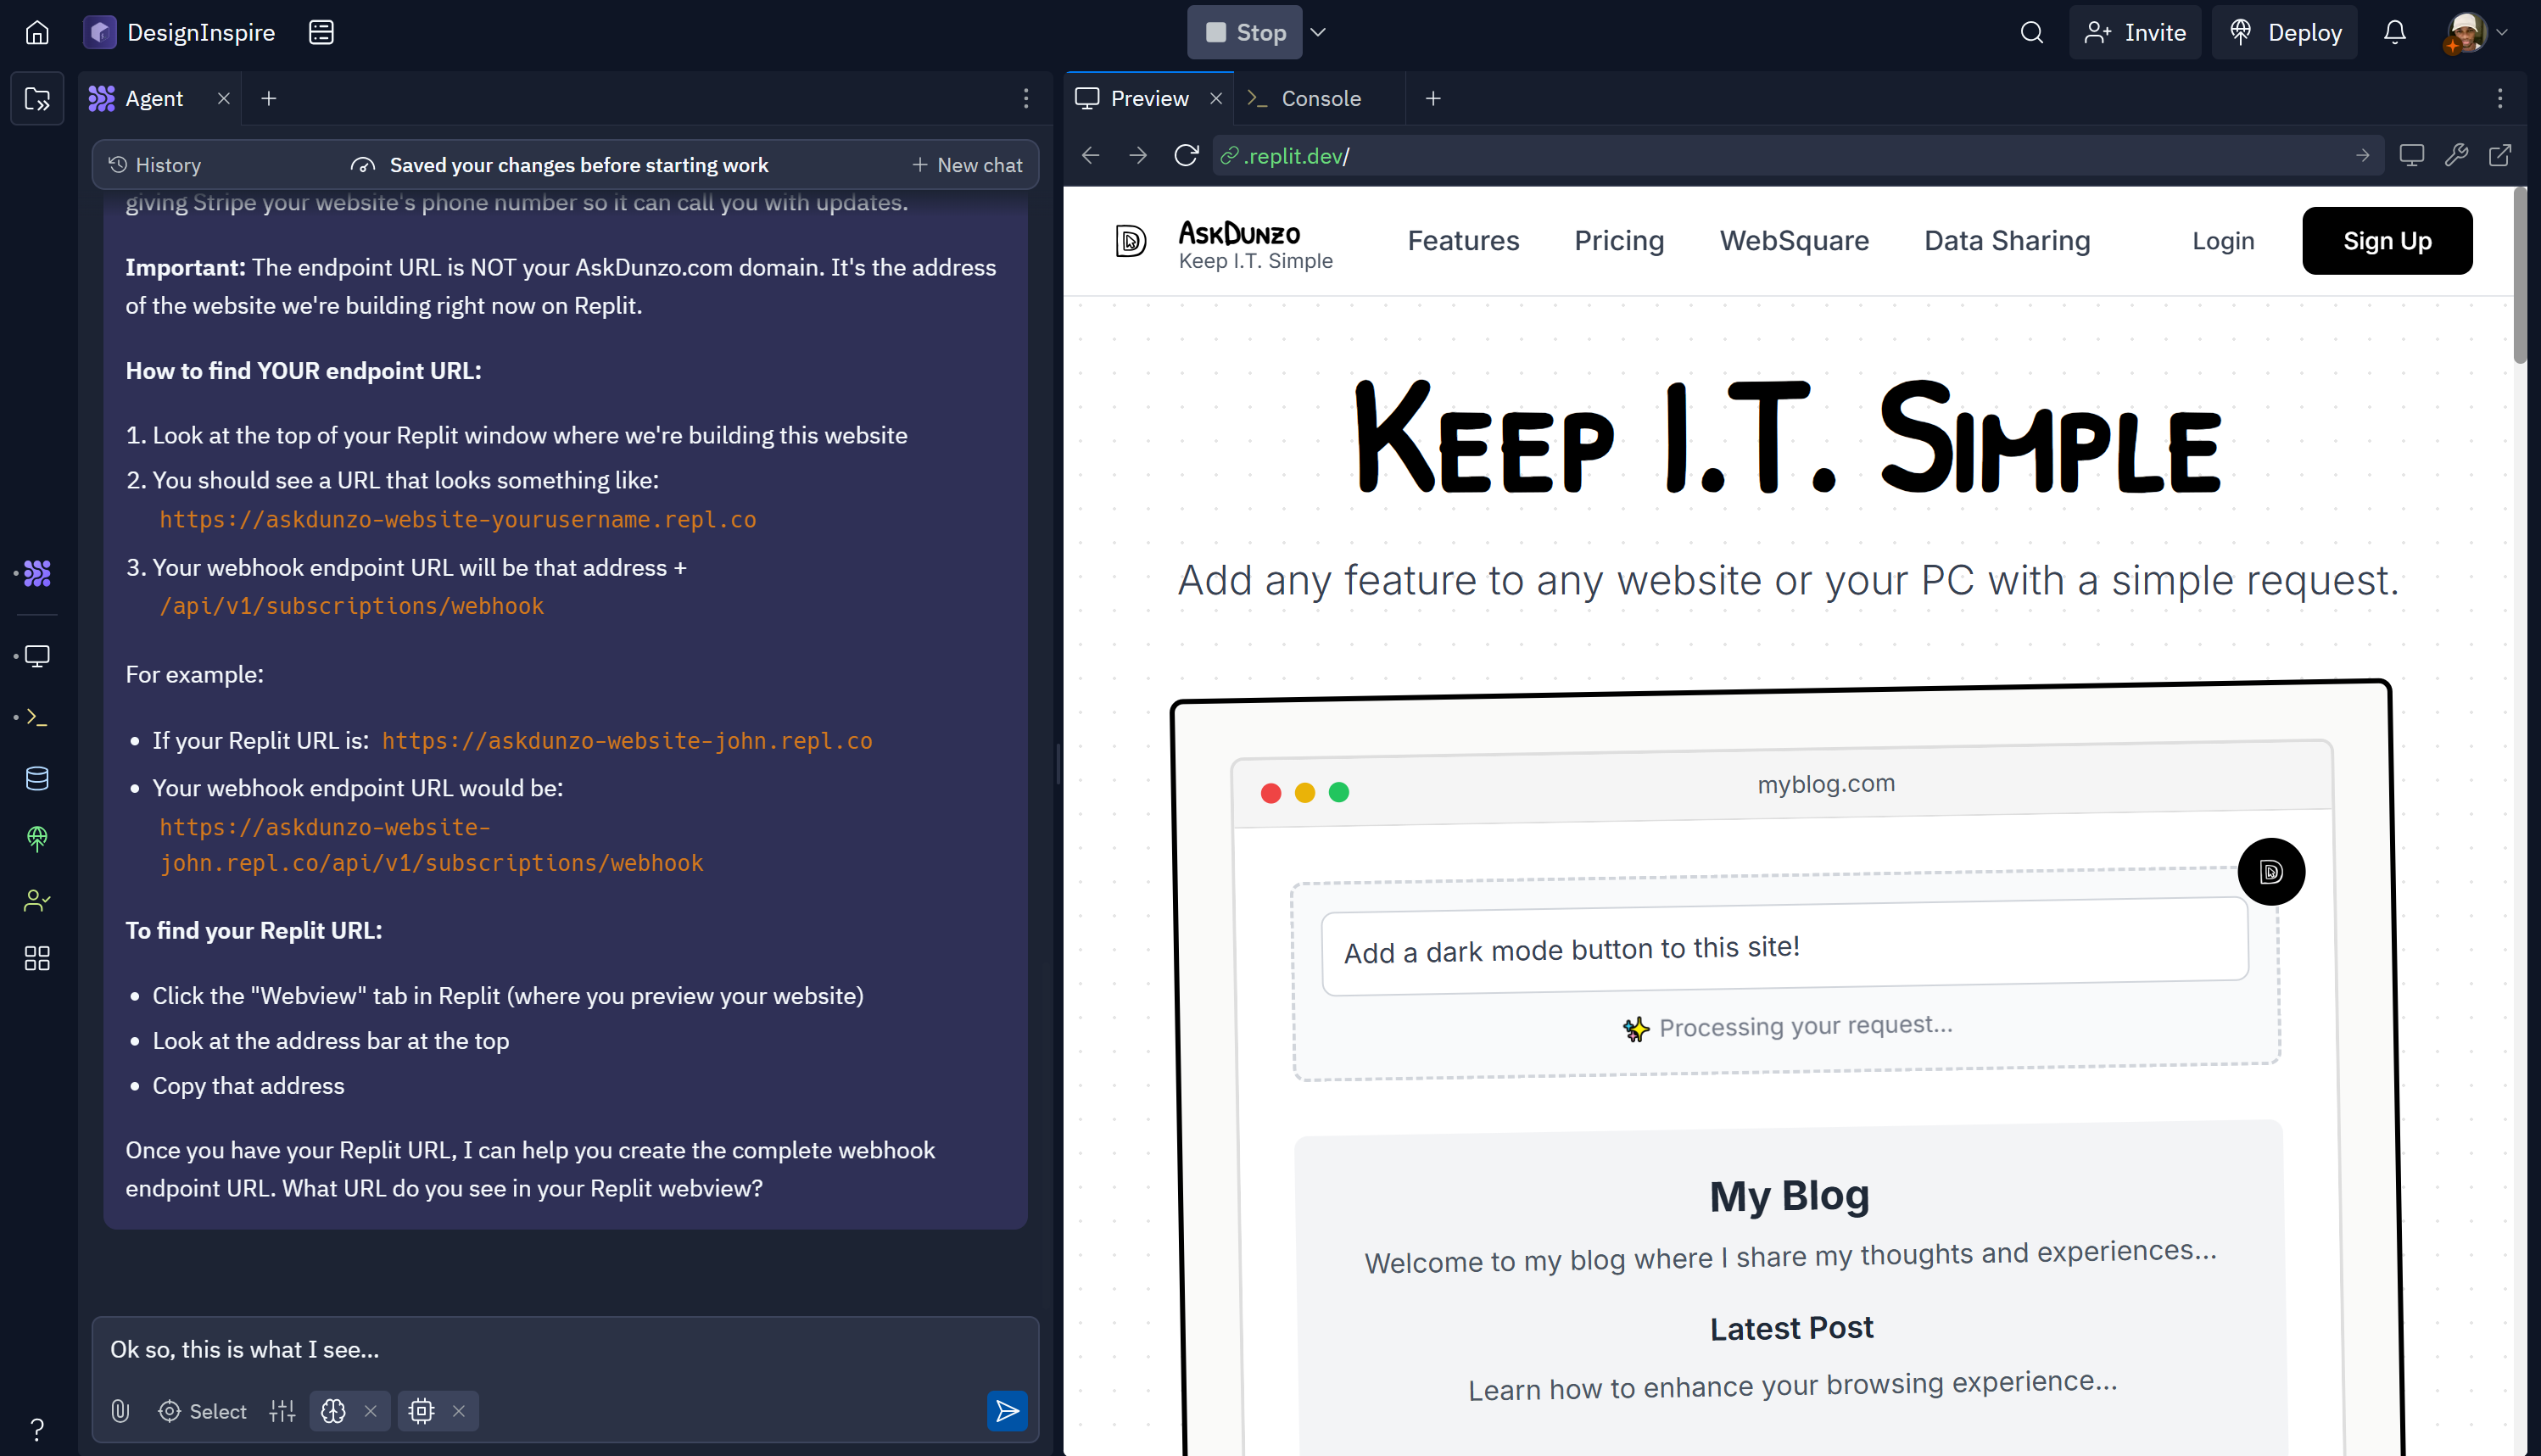 DesignInspire
Stop
Invite
Deploy
Agent
Preview
Console
History
Saved your changes before starting work
New chat
.replit.dev/
giving Stripe your website's phone number so it can call you with updates.
Important: The endpoint URL is NOT your AskDunzo.com domain. It's the address
of the website we're building right now on Replit.
How to find YOUR endpoint URL:
1. Look at the top of your Replit window where we're building this website
2. You should see a URL that looks something like:
https://askdunzo-website-yourusername.repl.co
3. Your webhook endpoint URL will be that address +
/api/v1/subscriptions/webhook
For example:
• If your Replit URL is: https://askdunzo-website-john.repl.co
• Your webhook endpoint URL would be:
https://askdunzo-website-
john.repl.co/api/v1/subscriptions/webhook
To find your Replit URL:
• Click the "Webview" tab in Replit (where you preview your website)
• Look at the address bar at the top
• Copy that address
Once you have your Replit URL, I can help you create the complete webhook
endpoint URL. What URL do you see in your Replit webview?
Ok so, this is what I see...
Select
?
D
AskDunzo
Keep I.T. Simple
Features
Pricing
WebSquare
Data Sharing
Login
Sign Up
Keep I.T. Simple
Add any feature to any website or your PC with a simple request.
myblog.com
D
Add a dark mode button to this site!
✨ Processing your request...
My Blog
Welcome to my blog where I share my thoughts and experiences...
Latest Post
Learn how to enhance your browsing experience...